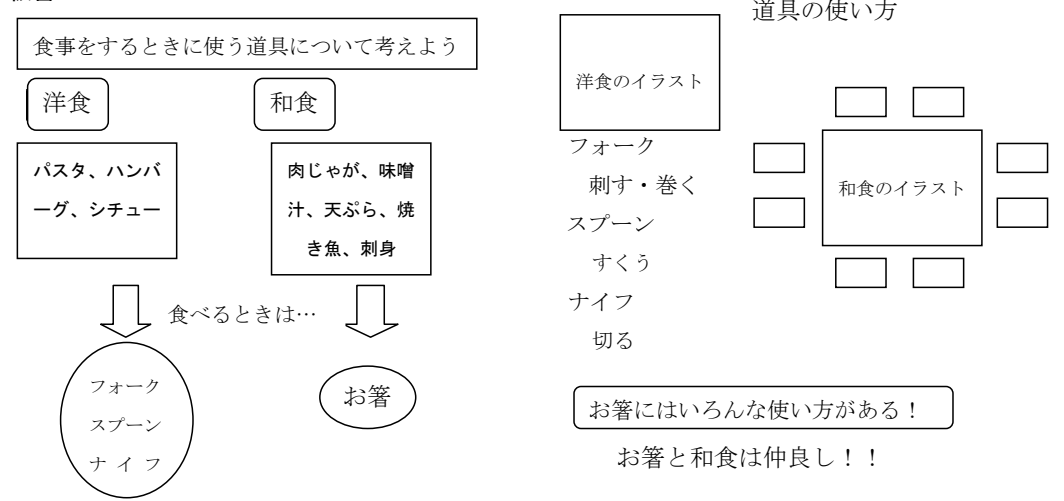 食事をするときに使う道具について考えよう
洋食
和食
パスタ、ハンバ
ーグ、シチュー
肉じゃが、味噌
汁、天ぷら、焼
き魚、刺身
食べるときは…
フォーク
スプーン
ナイフ
お箸
道具の使い方
洋食のイラスト
フォーク
刺す・巻く
スプーン
すくう
ナイフ
切る
和食のイラスト
お箸にはいろんな使い方がある！
お箸と和食は仲良し！！